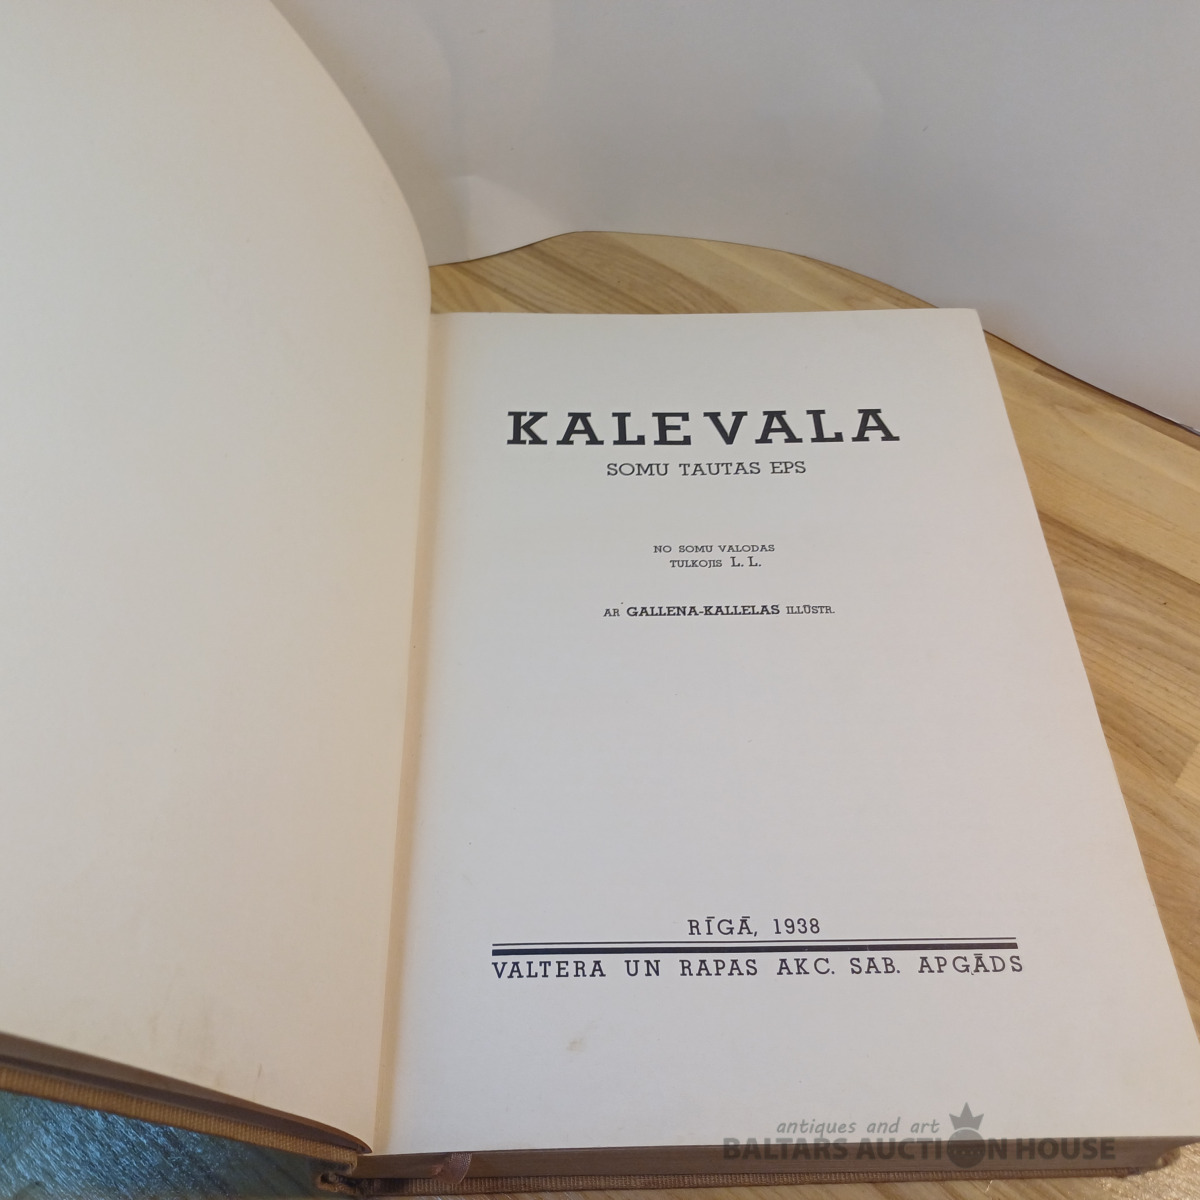 KALEVALA
SOMU TAUTAS EPS
NO SOMU VALODAS
TULKOJIS L. L.
AR GALLENA-KALLELAS ILLŪSTR.
RĪGĀ, 1938
VALTERA UN RAPAS AKC. SAB. APGĀDS
antiques and art
BALTARS AUCTION HOUSE